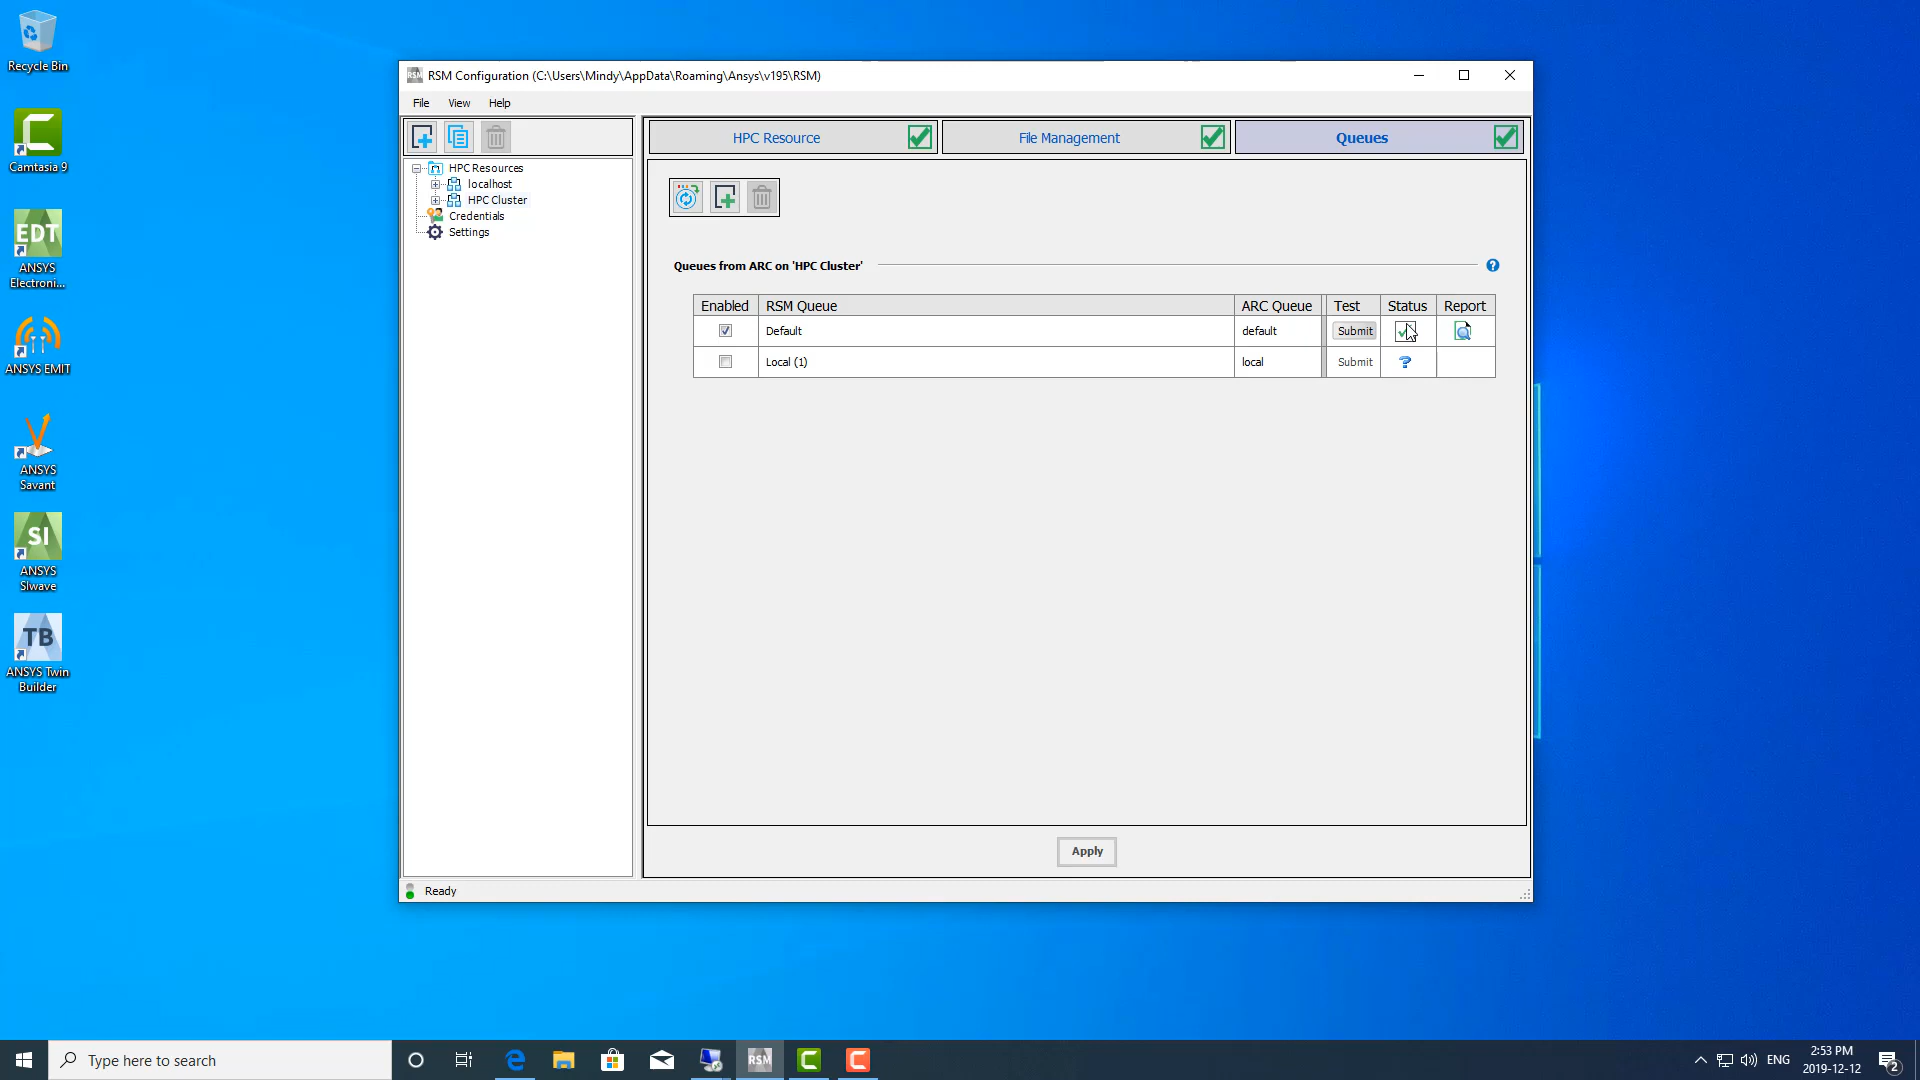 Recycle Bin
Camtasia 9
EDT
ANSYS
Electroni...
ANSYS EMIT
ANSYS
Savant
SI
ANSYS
SIwave
TB
ANSYS Twin
Builder
RSM Configuration (C:\Users\Mindy\AppData\Roaming\Ansys\v195\RSM)
File View Help
HPC Resources
localhost
HPC Cluster
Credentials
Settings
HPC Resource File Management Queues
Queues from ARC on 'HPC Cluster'
Enabled RSM Queue ARC Queue Test Status Report
Default default Submit
Local (1) local Submit ?
Apply
Ready
Type here to search
RSM
ENG
2:53 PM
2019-12-12
2